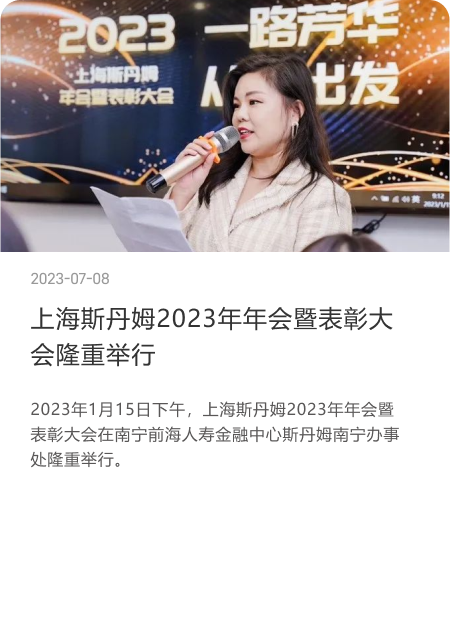 2023 一路芳华
上海斯丹姆
年会暨表彰大会
从 出发
9:12
2023-07-08
上海斯丹姆2023年年会暨表彰大
会隆重举行
2023年1月15日下午，上海斯丹姆2023年年会暨
表彰大会在南宁前海人寿金融中心斯丹姆南宁办事
处隆重举行。